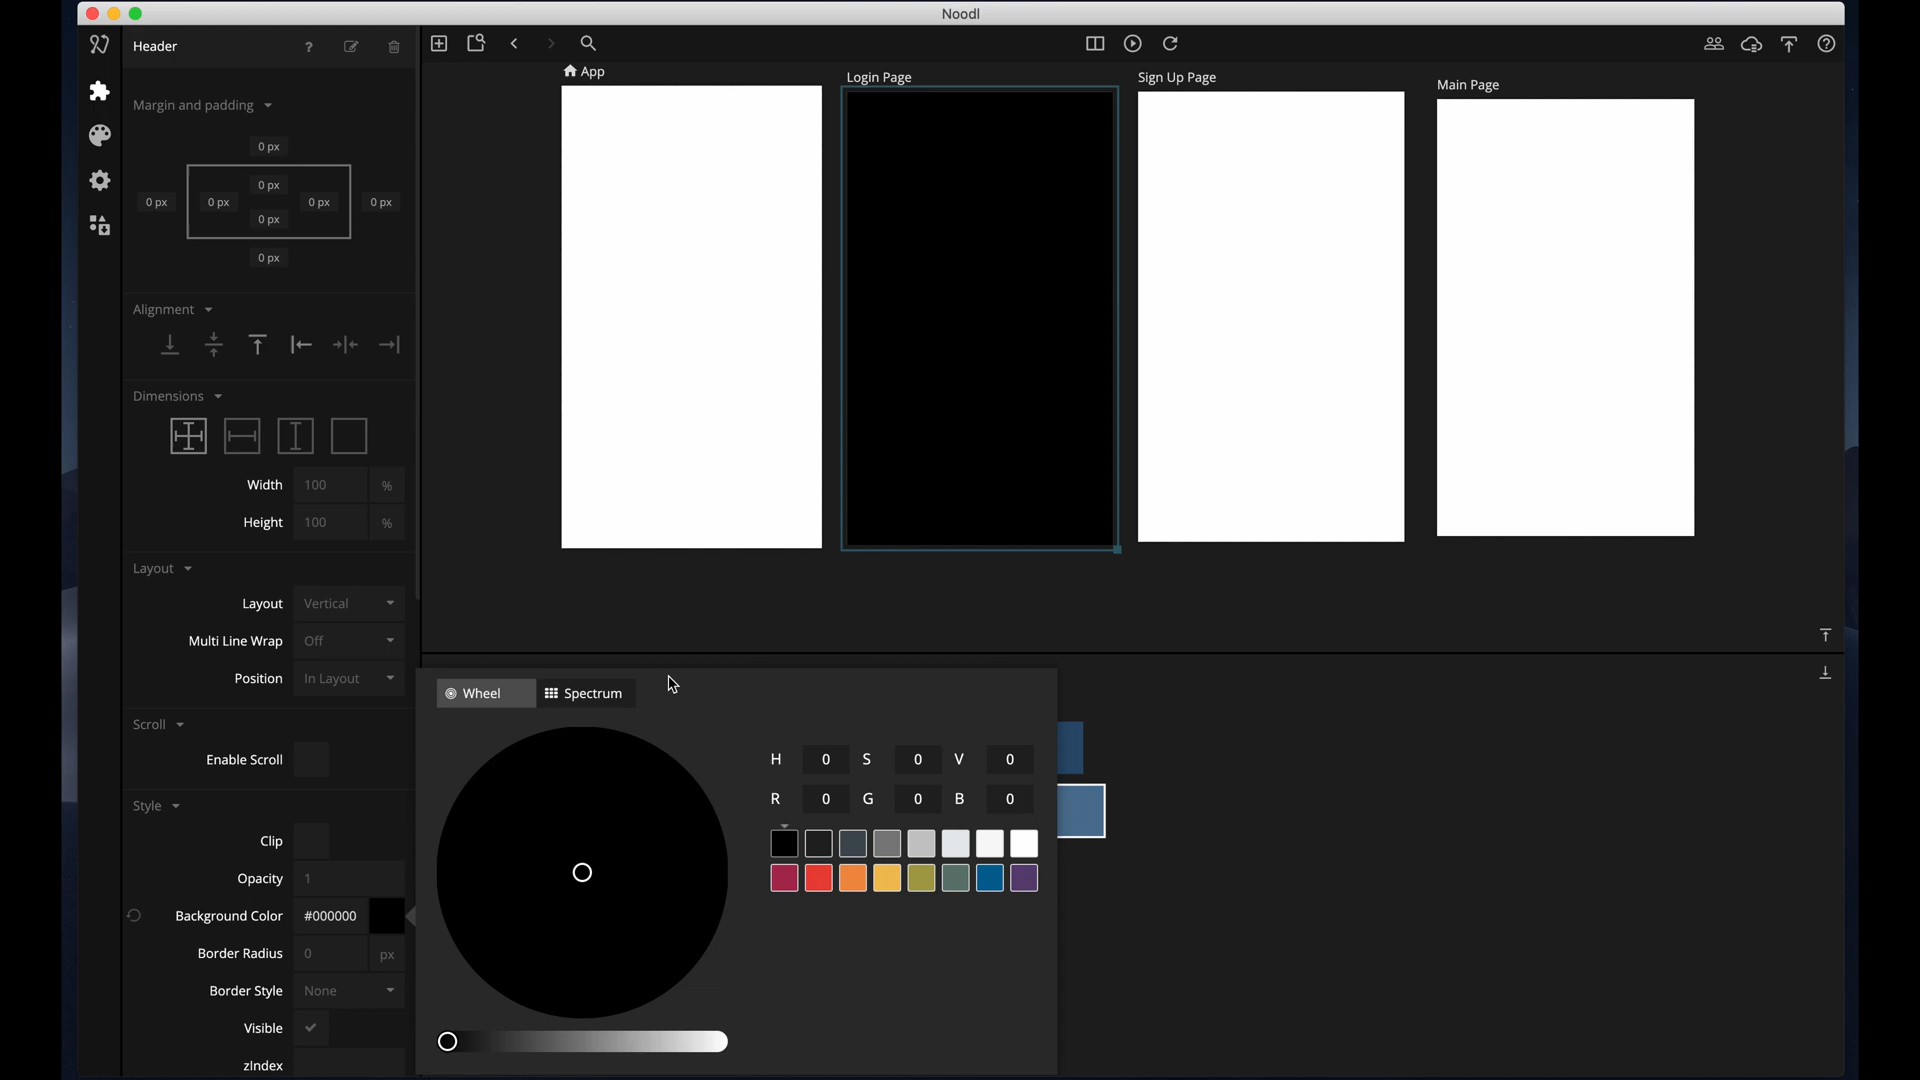 Noodl
Header
?
App
Login Page
Sign Up Page
Main Page
Margin and padding
0 px
0 px
0 px
0 px
0 px
0 px
0 px
0 px
Alignment
Dimensions
Width 100 %
Height 100 %
Layout
Layout Vertical
Multi Line Wrap Off
Position In Layout
Scroll
Enable Scroll
Style
Clip
Opacity 1
Background Color #000000
Border Radius 0 px
Border Style None
Visible
zIndex
Wheel
Spectrum
H 0 S 0 V 0
R 0 G 0 B 0